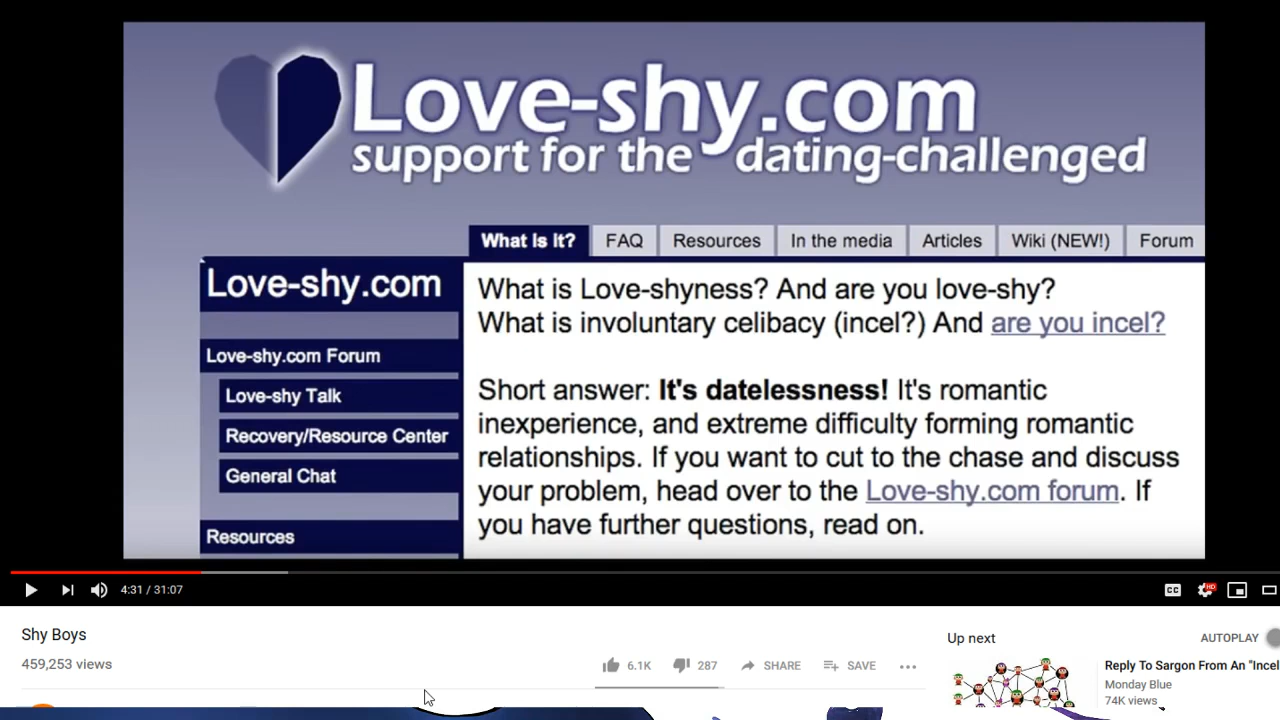 Love-shy.com
support for the dating-challenged
What Is It?
FAQ
Resources
In the media
Articles
Wiki (NEW!)
Forum
Love-shy.com
Love-shy.com Forum
Love-shy Talk
Recovery/Resource Center
General Chat
Resources
What is Love-shyness? And are you love-shy?
What is involuntary celibacy (incel?) And are you incel?
Short answer: It's datelessness! It's romantic
inexperience, and extreme difficulty forming romantic
relationships. If you want to cut to the chase and discuss
your problem, head over to the Love-shy.com forum. If
you have further questions, read on.
4:31 / 31:07
CC
HD
Shy Boys
459,253 views
6.1K
287
SHARE
SAVE
Up next
AUTOPLAY
Reply To Sargon From An "Incel
Monday Blue
74K views